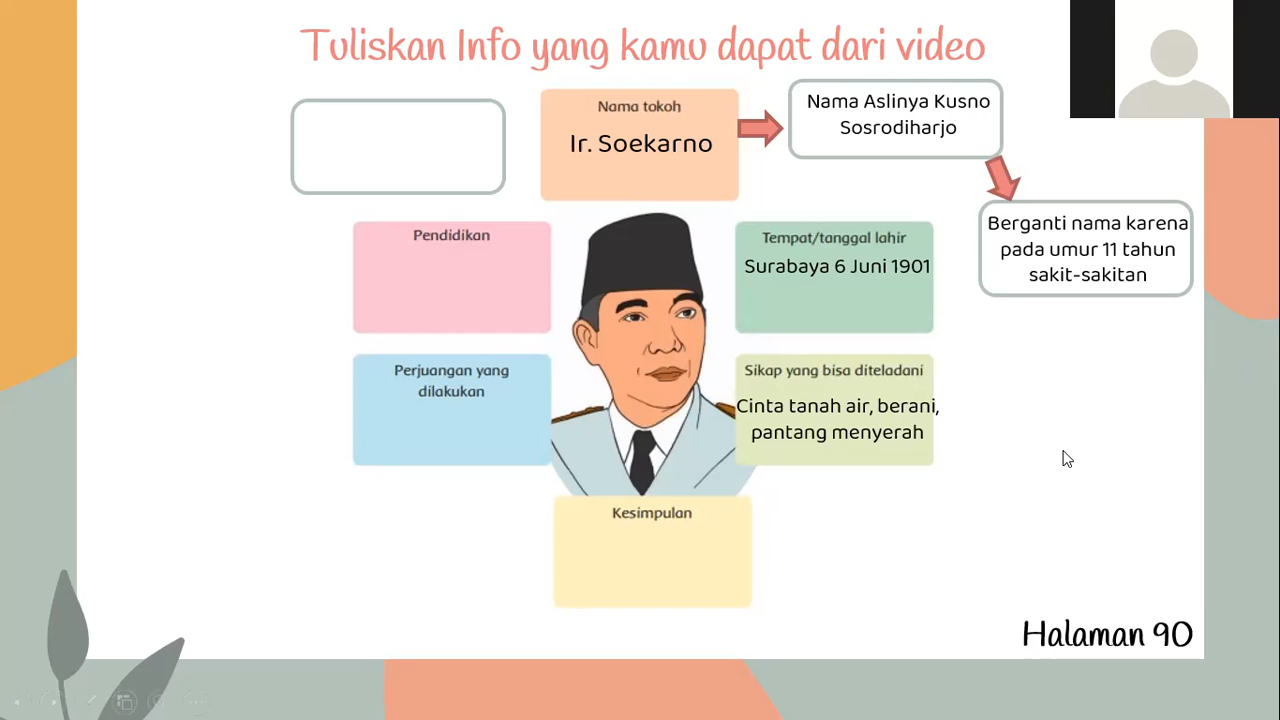 Tuliskan Info yang kamu dapat dari video
Nama tokoh
Ir. Soekarno
Nama Aslinya Kusno
Sosrodiharjo
Berganti nama karena
pada umur 11 tahun
sakit-sakitan
Pendidikan
Tempat/tanggal lahir
Surabaya 6 Juni 1901
Perjuangan yang
dilakukan
Sikap yang bisa diteladani
Cinta tanah air, berani,
pantang menyerah
Kesimpulan
Halaman 90